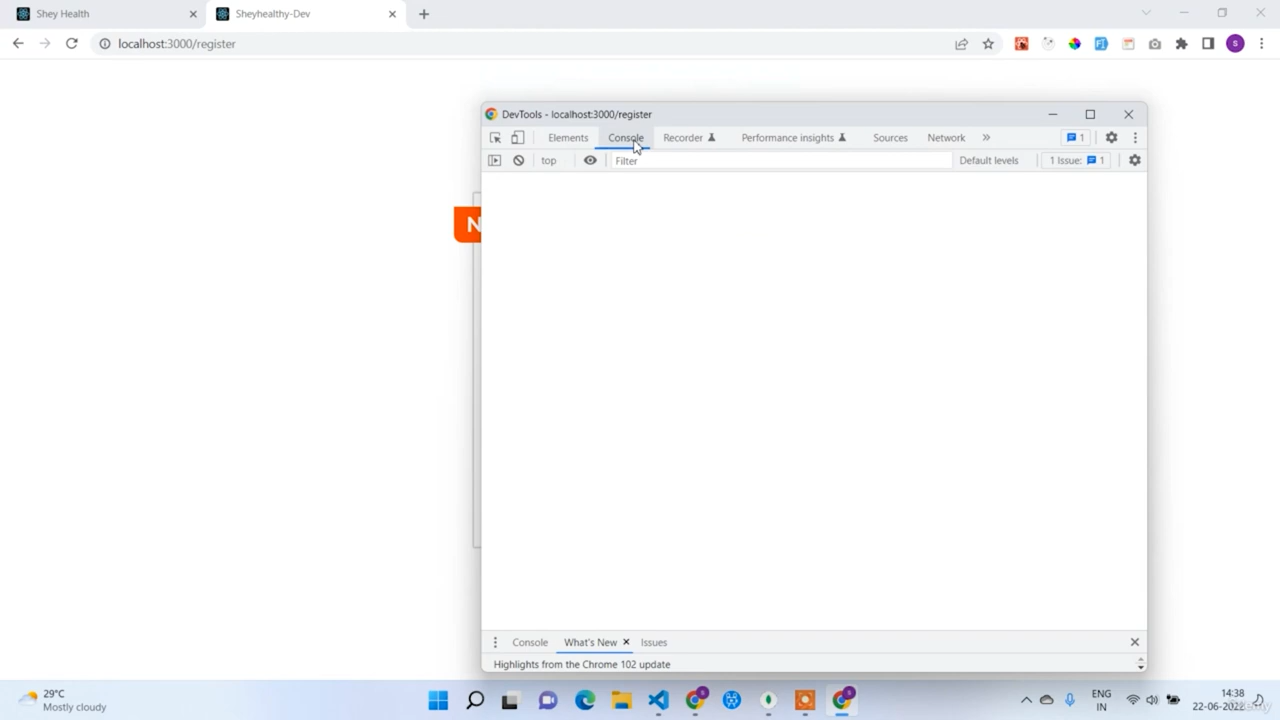 Shey Health
Sheyhealthy-Dev
localhost:3000/register
S
DevTools - localhost:3000/register
Elements
Console
Recorder
Performance insights
Sources
Network
1
top
Filter
Default levels
1 Issue: 1
N
Console
What's New
Issues
Highlights from the Chrome 102 update
29°C
Mostly cloudy
ENG
IN
14:38
22-06-2022